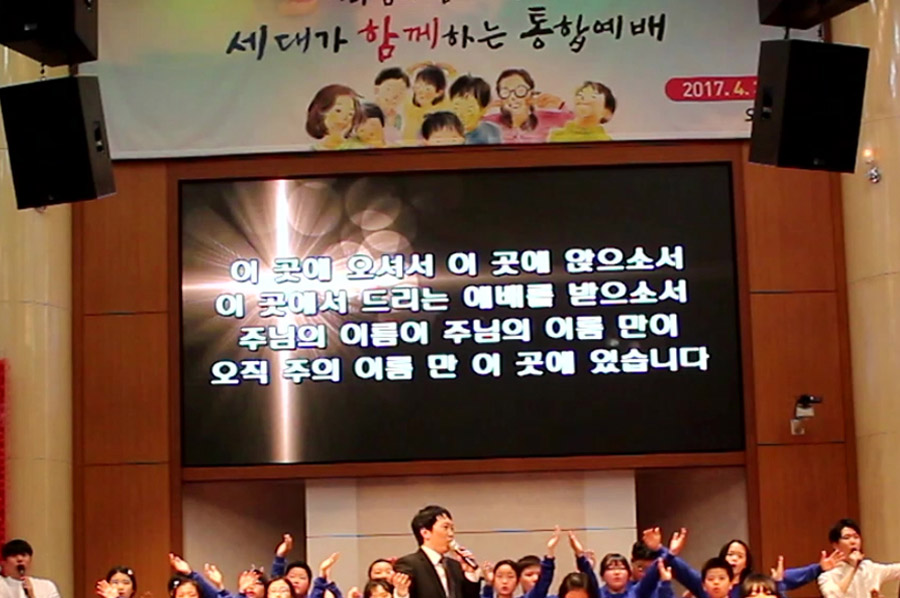 세대가 함께하는 통합예배
2017. 4.
이 곳에 오셔서 이 곳에 앉으소서
이 곳에서 드리는 예배를 받으소서
주님의 이름이 주님의 이름 만이
오직 주의 이름 만 이 곳에 있습니다